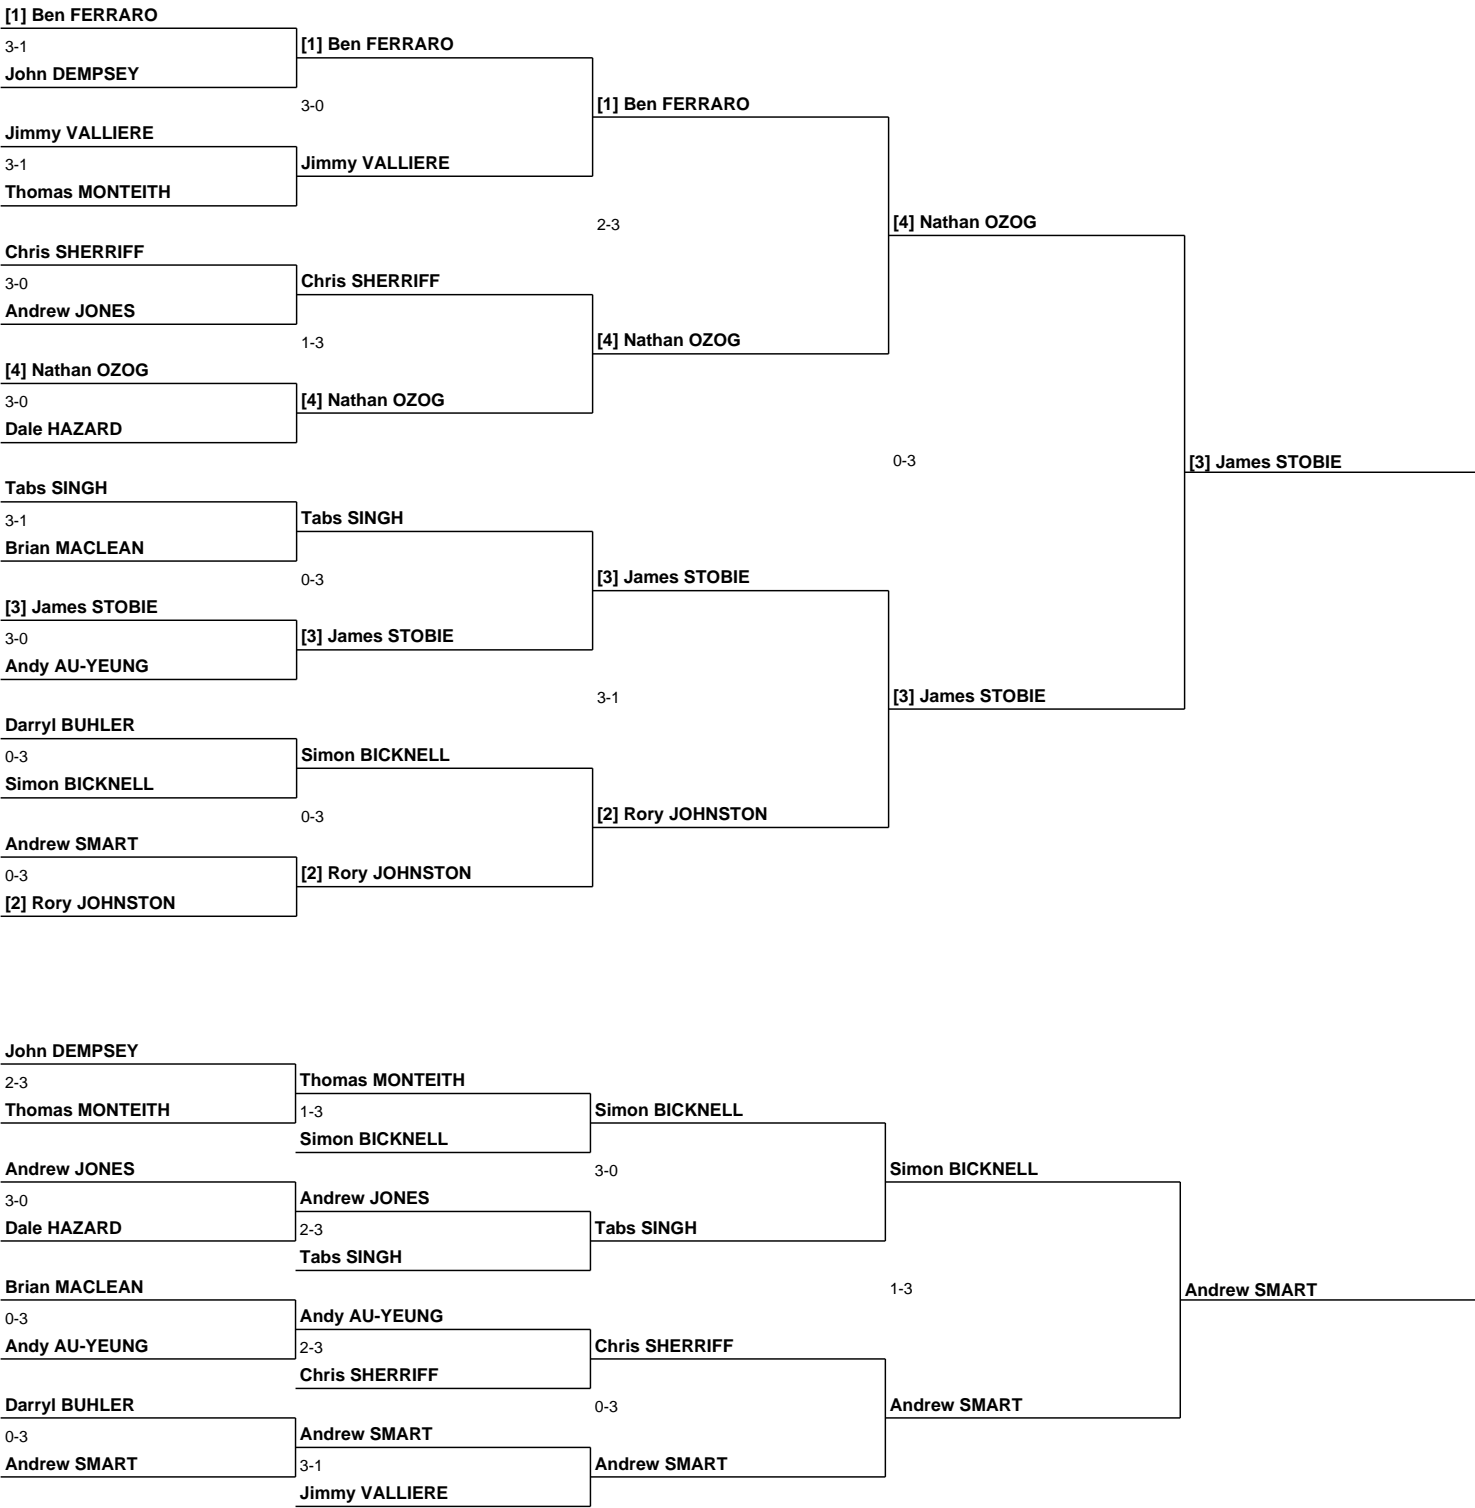 [1] Ben FERRARO
3-1
[1] Ben FERRARO
John DEMPSEY
3-0
[1] Ben FERRARO
Jimmy VALLIERE
3-1
Jimmy VALLIERE
Thomas MONTEITH
2-3
[4] Nathan OZOG
Chris SHERRIFF
3-0
Chris SHERRIFF
Andrew JONES
1-3
[4] Nathan OZOG
[4] Nathan OZOG
3-0
[4] Nathan OZOG
Dale HAZARD
0-3
[3] James STOBIE
Tabs SINGH
3-1
Tabs SINGH
Brian MACLEAN
0-3
[3] James STOBIE
[3] James STOBIE
3-0
[3] James STOBIE
Andy AU-YEUNG
3-1
[3] James STOBIE
Darryl BUHLER
0-3
Simon BICKNELL
Simon BICKNELL
0-3
[2] Rory JOHNSTON
Andrew SMART
0-3
[2] Rory JOHNSTON
[2] Rory JOHNSTON
John DEMPSEY
2-3
Thomas MONTEITH
Thomas MONTEITH
1-3
Simon BICKNELL
Simon BICKNELL
Andrew JONES
3-0
Simon BICKNELL
3-0
Andrew JONES
Dale HAZARD
2-3
Tabs SINGH
Tabs SINGH
Brian MACLEAN
1-3
Andrew SMART
0-3
Andy AU-YEUNG
Andy AU-YEUNG
2-3
Chris SHERRIFF
Chris SHERRIFF
Darryl BUHLER
0-3
Andrew SMART
0-3
Andrew SMART
Andrew SMART
3-1
Andrew SMART
Jimmy VALLIERE